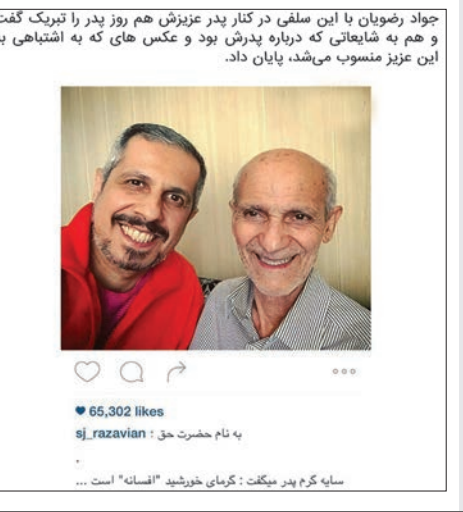 جواد رضویان با این سلفی در کنار پدر عزیزش هم روز پدر را تبریک گفت
و هم به شایعاتی که درباره پدرش بود و عکس های که به اشتباهی به
این عزیز منسوب می‌شد، پایان داد.
65,302 likes
sj_razavian : به نام حضرت حق
.
سایه گرم پدر میگفت : گرمای خورشید "افسانه" است ...